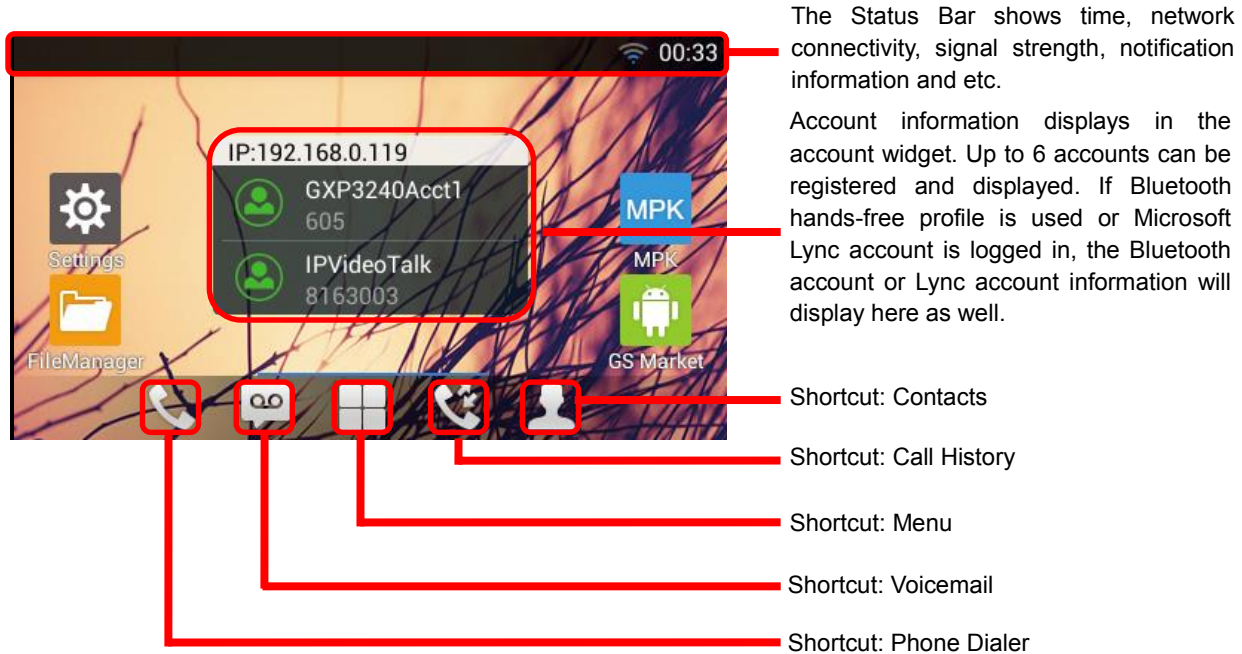 The Status Bar shows time, network
connectivity, signal strength, notification
information and etc.
00:33
Account information displays in the
account widget. Up to 6 accounts can be
registered and displayed. If Bluetooth
hands-free profile is used or Microsoft
Lync account is logged in, the Bluetooth
account or Lync account information will
display here as well.
IP:192.168.0.119
GXP3240Acct1
605
IPVideoTalk
8163003
Settings
MPK
MPK
FileManager
GS Market
Shortcut: Contacts
Shortcut: Call History
Shortcut: Menu
Shortcut: Voicemail
Shortcut: Phone Dialer